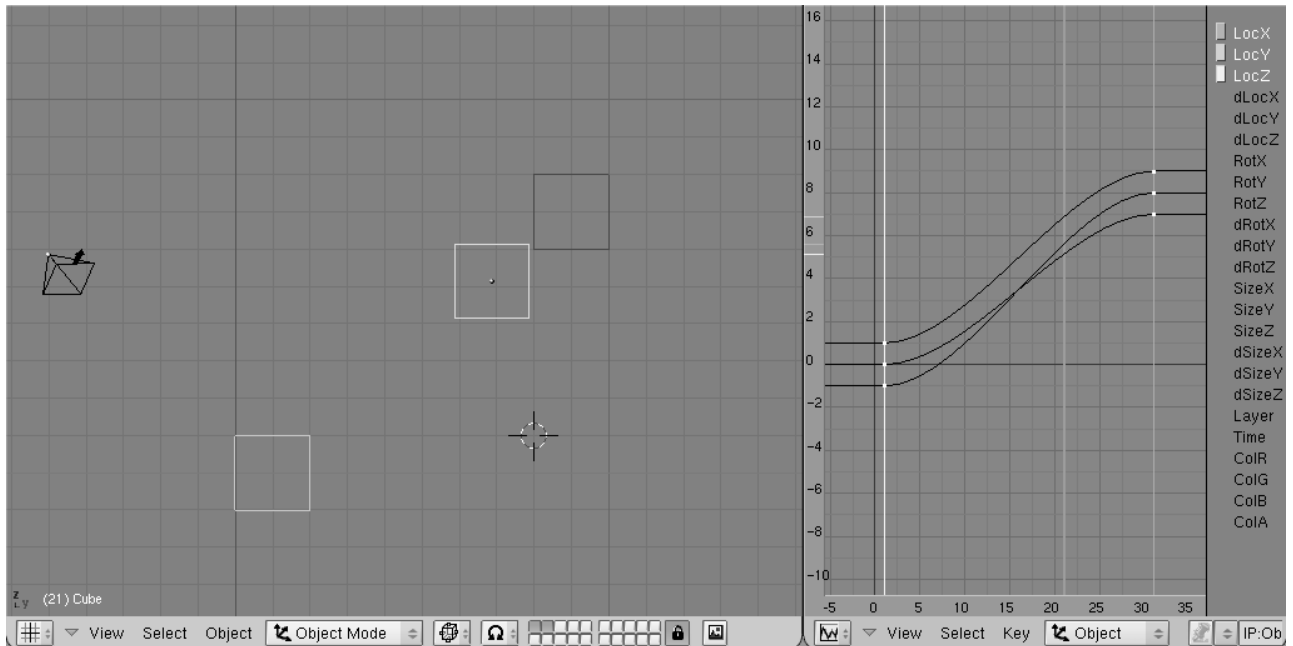 16
14
12
10
8
6
4
2
0
-2
-4
-6
-8
-10
-5 0 5 10 15 20 25 30 35
LocX
LocY
LocZ
dLocX
dLocY
dLocZ
RotX
RotY
RotZ
dRotX
dRotY
dRotZ
SizeX
SizeY
SizeZ
dSizeX
dSizeY
dSizeZ
Layer
Time
ColR
ColG
ColB
ColA
z
y (21) Cube
View Select Object Object Mode
View Select Key Object IP:Ob